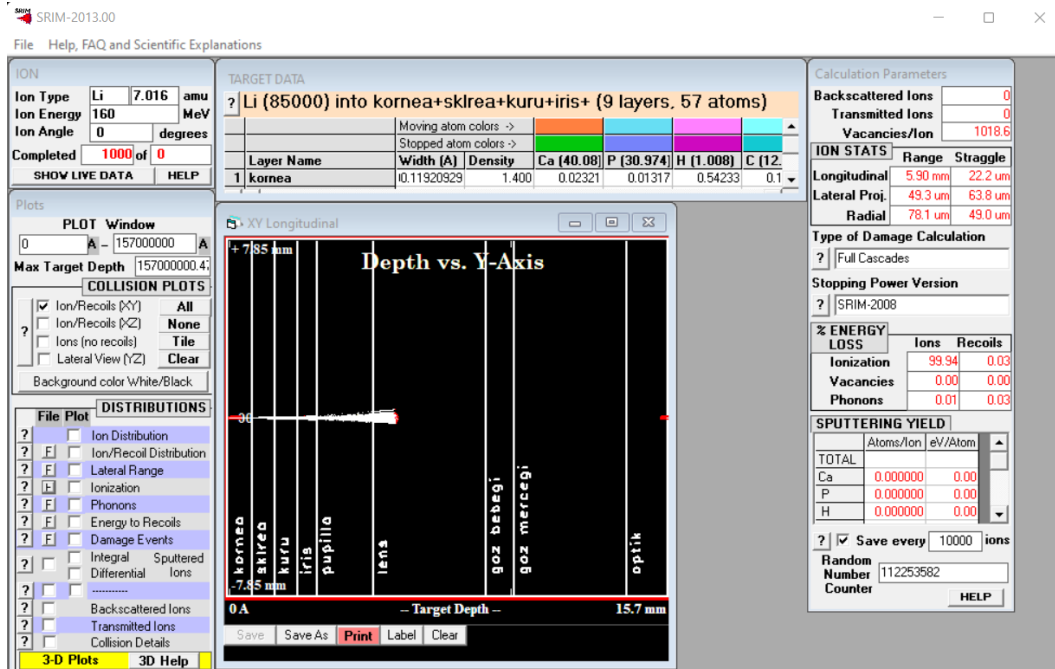 SRIM-2013.00
File Help, FAQ and Scientific Explanations
ION
Ion Type Li 7.016 amu
Ion Energy 160 MeV
Ion Angle 0 degrees
Completed 1000 of 0
SHOW LIVE DATA HELP
TARGET DATA
? Li (85000) into kornea+sklrea+kuru+iris+ (9 layers, 57 atoms)
Moving atom colors ->
Stopped atom colors ->
Layer Name Width (A) Density Ca (40.08) P (30.974) H (1.008) C (12.
1 kornea 0.11920929 1.400 0.02321 0.01317 0.54233 0.1
Calculation Parameters
Backscattered Ions 0
Transmitted Ions 0
Vacancies/Ion 1018.6
ION STATS Range Straggle
Longitudinal 5.90 mm 22.2 um
Lateral Proj. 49.3 um 63.8 um
Radial 78.1 um 49.0 um
Type of Damage Calculation
? Full Cascades
Stopping Power Version
? SRIM-2008
% ENERGY LOSS Ions Recoils
Ionization 99.94 0.03
Vacancies 0.00 0.00
Phonons 0.01 0.03
SPUTTERING YIELD
Atoms/Ion eV/Atom
TOTAL
Ca 0.000000 0.00
P 0.000000 0.00
H 0.000000 0.00
? Save every 10000 ions
Random Number Counter 112253582
HELP
Plots
PLOT Window
0 A - 157000000 A
Max Target Depth 157000000.4
COLLISION PLOTS
? Ion/Recoils (XY) All
Ion/Recoils (XZ) None
Ions (no recoils) Tile
Lateral View (YZ) Clear
Background color White/Black
DISTRIBUTIONS
File Plot
? Ion Distribution
? F Ion/Recoil Distribution
? F Lateral Range
? F Ionization
? F Phonons
? F Energy to Recoils
? F Damage Events
? Integral Sputtered
Differential Ions
? -----------
? Backscattered Ions
? Transmitted Ions
? Collision Details
3-D Plots 3D Help
XY Longitudinal
+ 7.85 mm
Depth vs. Y-Axis
kornea
sklrea
kuru
iris
pupilla
lens
goz bebegi
goz mercegi
optik
-7.85 mm
0 A -- Target Depth -- 15.7 mm
Save Save As Print Label Clear